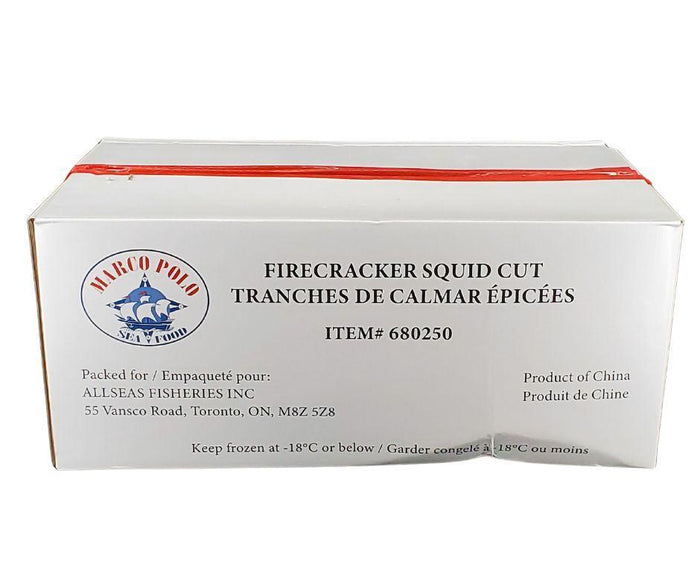 MARCO POLO
SEA FOOD
FIRECRACKER SQUID CUT
TRANCHES DE CALMAR ÉPICÉES
ITEM# 680250
Packed for / Empaqueté pour:
ALLSEAS FISHERIES INC
55 Vansco Road, Toronto, ON, M8Z 5Z8
Product of China
Produit de Chine
Keep frozen at -18°C or below / Garder congelé à -18°C ou moins